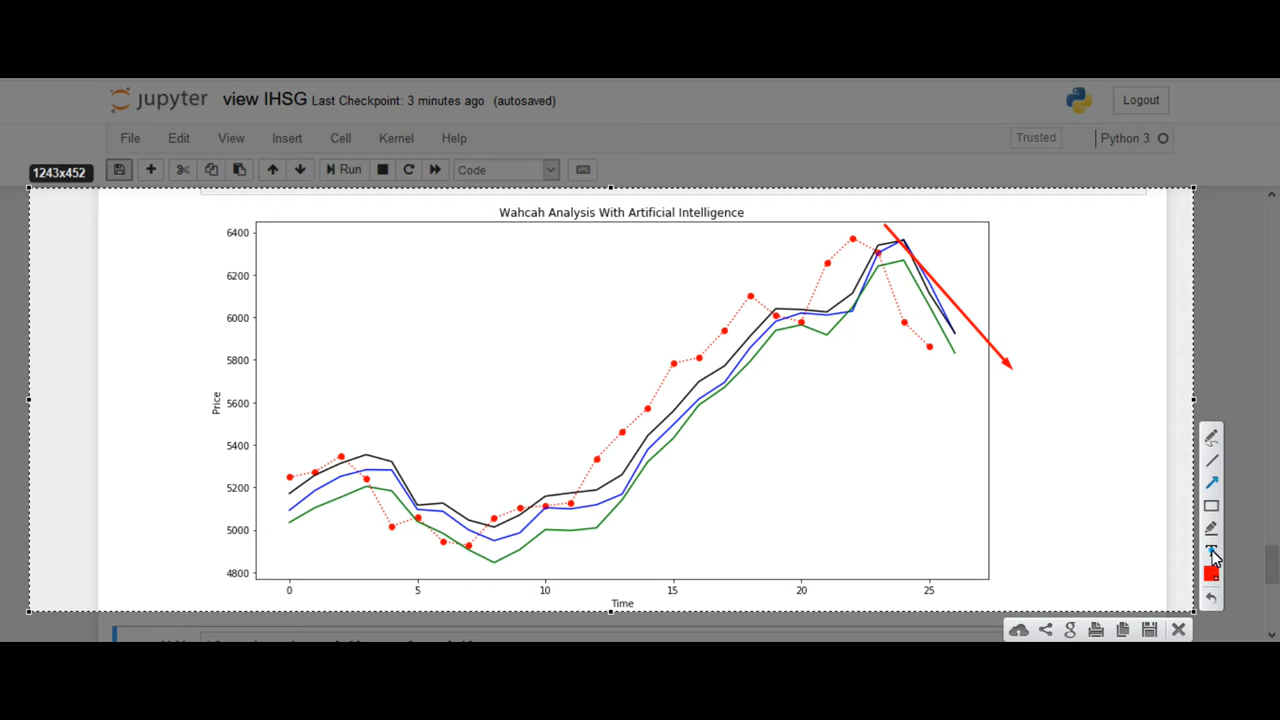 jupyter view IHSG Last Checkpoint: 3 minutes ago (autosaved) Logout
File Edit View Insert Cell Kernel Help Trusted Python 3
1243x452 Run Code
Wahcah Analysis With Artificial Intelligence
6400
6200
6000
5800
5600
5400
5200
5000
4800
Price
0 5 10 15 20 25
Time